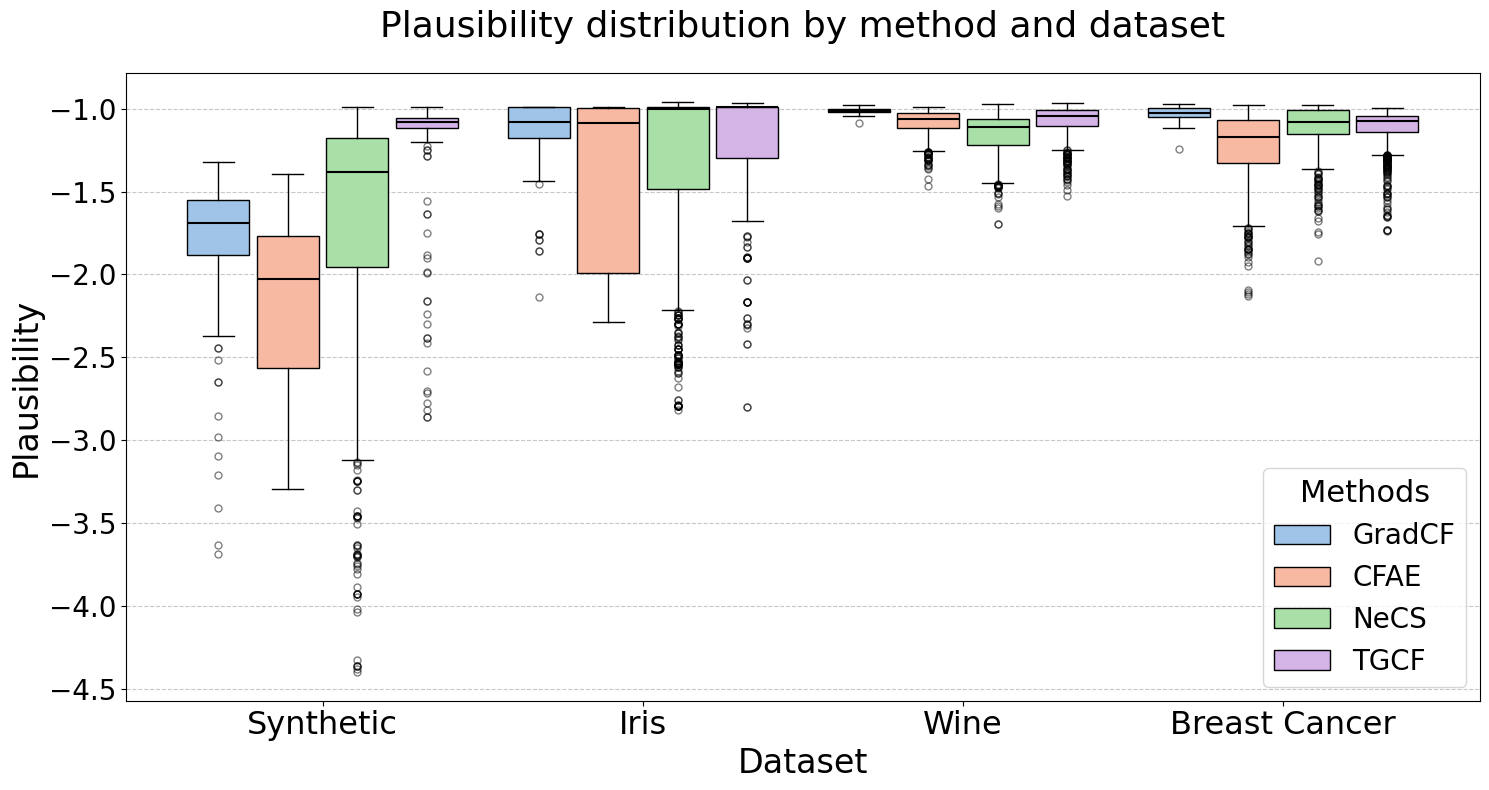 Plausibility distribution by method and dataset
Plausibility
−1.0
−1.5
−2.0
−2.5
−3.0
−3.5
−4.0
−4.5
Methods
GradCF
CFAE
NeCS
TGCF
Synthetic
Iris
Wine
Breast Cancer
Dataset